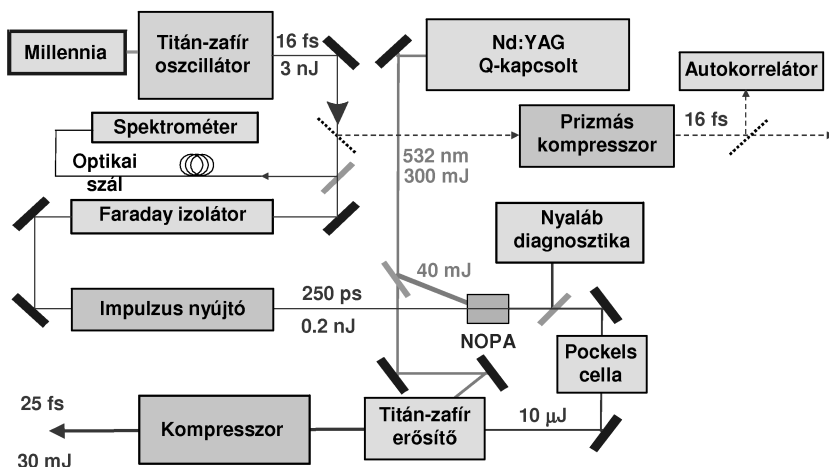 Millennia
Titán-zafír
oszcillátor
16 fs
3 nJ
Nd:YAG
Q-kapcsolt
Autokorrelátor
Spektrométer
Optikai
szál
532 nm
300 mJ
Prizmás
kompresszor
16 fs
Faraday izolátor
Nyaláb
diagnosztika
40 mJ
Impulzus nyújtó
250 ps
0.2 nJ
NOPA
Pockels
cella
25 fs
30 mJ
Kompresszor
Titán-zafír
erősítő
10 μJ